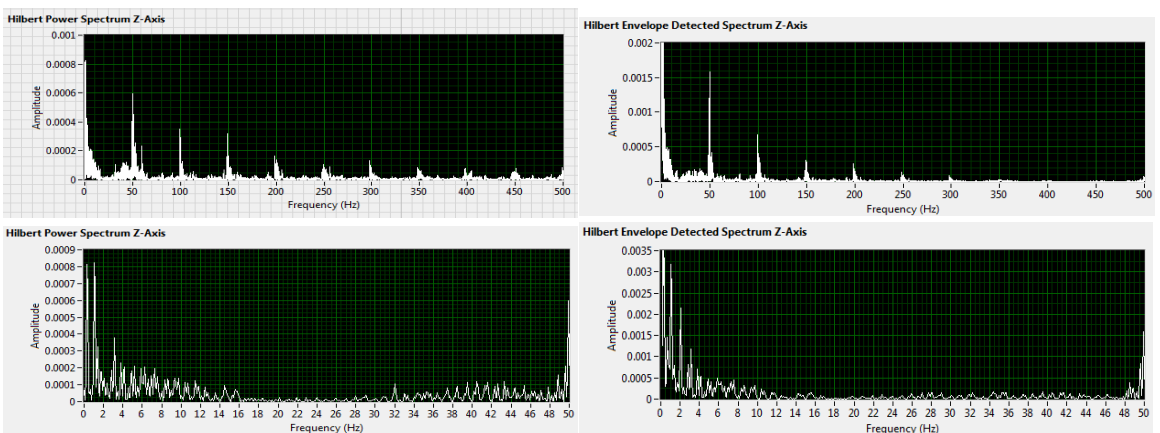 Hilbert Power Spectrum Z-Axis
0.001
0.0008
0.0006
0.0004
0.0002
0
Amplitude
0 50 100 150 200 250 300 350 400 450 500
Frequency (Hz)
Hilbert Envelope Detected Spectrum Z-Axis
0.002
0.0015
0.001
0.0005
0
Amplitude
0 50 100 150 200 250 300 350 400 450 500
Frequency (Hz)
Hilbert Power Spectrum Z-Axis
0.0009
0.0008
0.0007
0.0006
0.0005
0.0004
0.0003
0.0002
0.0001
0
Amplitude
0 2 4 6 8 10 12 14 16 18 20 22 24 26 28 30 32 34 36 38 40 42 44 46 48 50
Frequency (Hz)
Hilbert Envelope Detected Spectrum Z-Axis
0.0035
0.003
0.0025
0.002
0.0015
0.001
0.0005
0
Amplitude
0 2 4 6 8 10 12 14 16 18 20 22 24 26 28 30 32 34 36 38 40 42 44 46 48 50
Frequency (Hz)